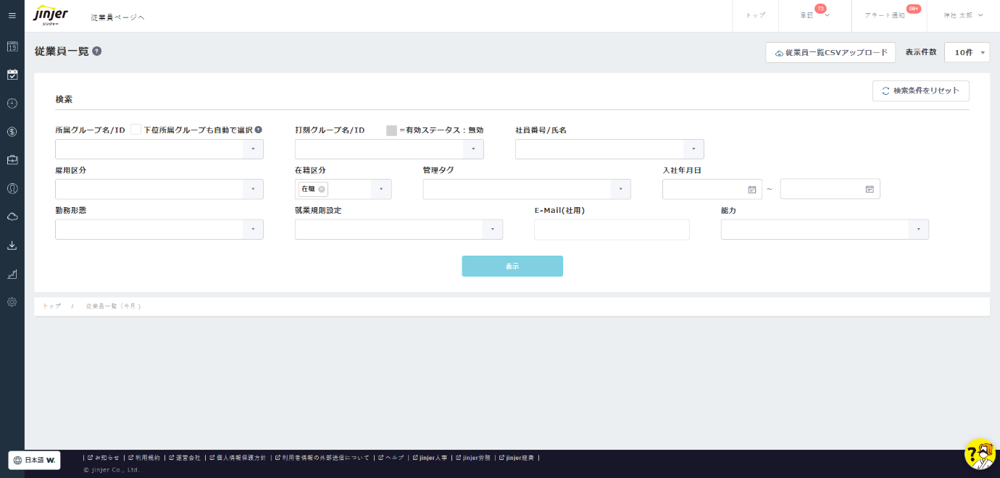 jinjer
ジンジャー
従業員ページへ
トップ
承認
73
アラート通知
99+
神社 太郎
従業員一覧 ?
従業員一覧CSVアップロード
表示件数
10件
検索
検索条件をリセット
所属グループ名/ID 下位所属グループも自動で選択 ?
打刻グループ名/ID =有効ステータス：無効
社員番号/氏名
雇用区分
在籍区分
管理タグ
入社年月日
在職
~
勤務形態
就業規則設定
E-Mail(社用)
能力
表示
トップ / 従業員一覧（今月）
日本語 W.
| お知らせ | 利用規約 | 運営会社 | 個人情報保護方針 | 利用者情報の外部送信について | ヘルプ | jinjer人事 | jinjer労務 | jinjer経費 |
© jinjer Co., Ltd.
?